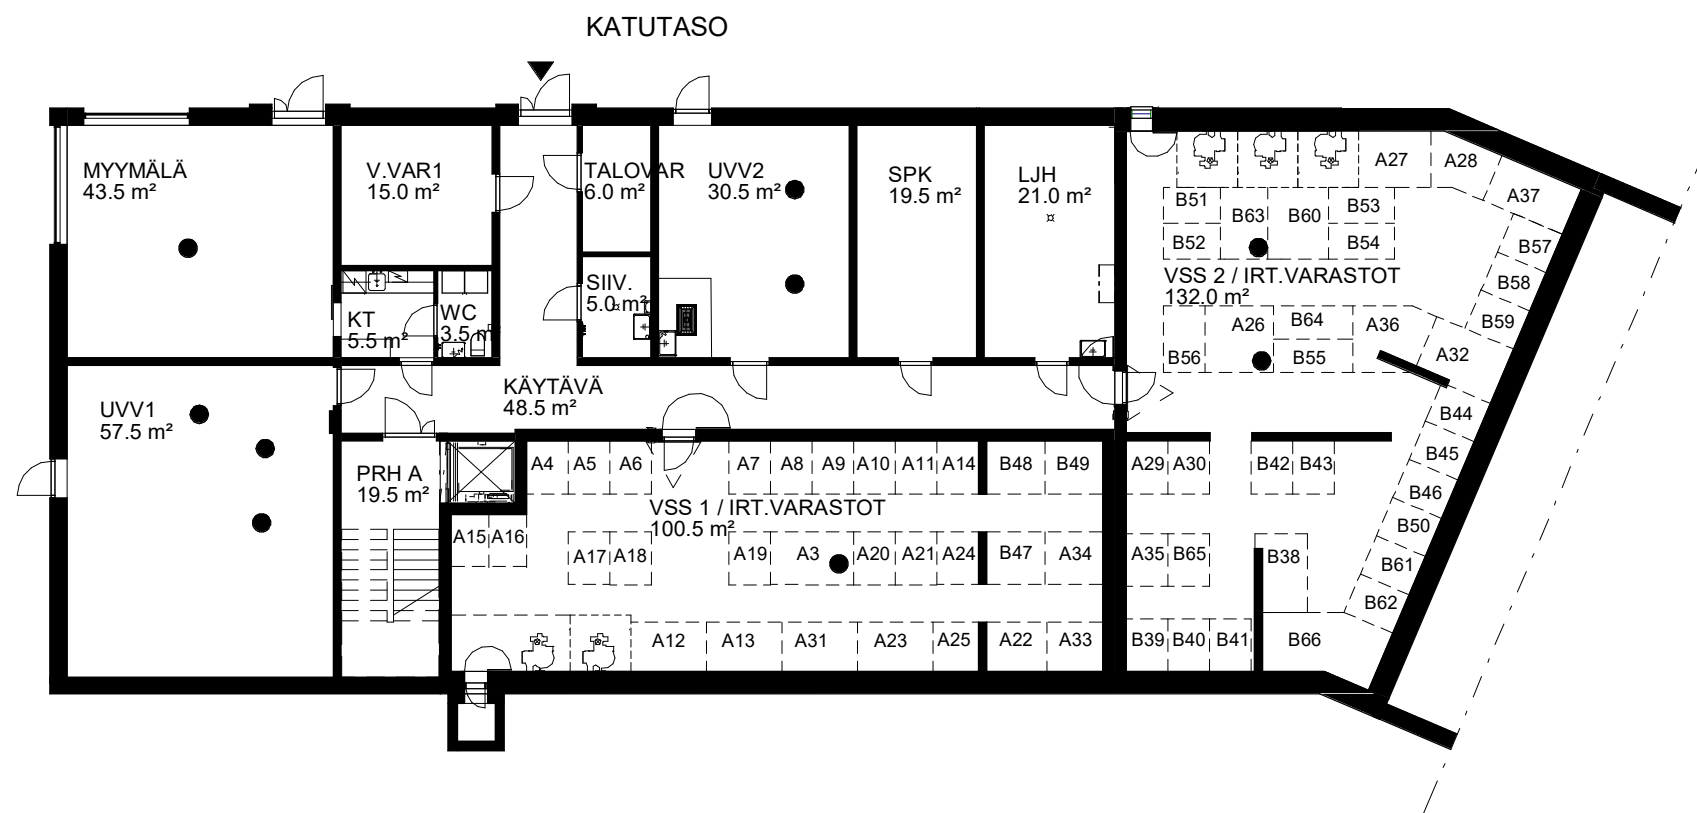 KATUTASO
MYYMÄLÄ
43.5 m²
V.VAR1
15.0 m²
TALOVAR
6.0 m²
UVV2
30.5 m²
SPK
19.5 m²
LJH
21.0 m²
A27
A28
A37
B51
B63
B60
B53
B52
B54
B57
B58
B59
VSS 2 / IRT.VARASTOT
132.0 m²
SIIV.
5.0 m²
KT
5.5 m²
WC
3.5 m²
A26
B64
A36
B56
B55
A32
KÄYTÄVÄ
48.5 m²
UVV1
57.5 m²
PRH A
19.5 m²
A4
A5
A6
A7
A8
A9
A10
A11
A14
B48
B49
A29
A30
B42
B43
B44
B45
B46
B50
B61
B62
VSS 1 / IRT.VARASTOT
100.5 m²
A15
A16
A17
A18
A19
A3
A20
A21
A24
B47
A34
A35
B65
B38
A12
A13
A31
A23
A25
A22
A33
B39
B40
B41
B66